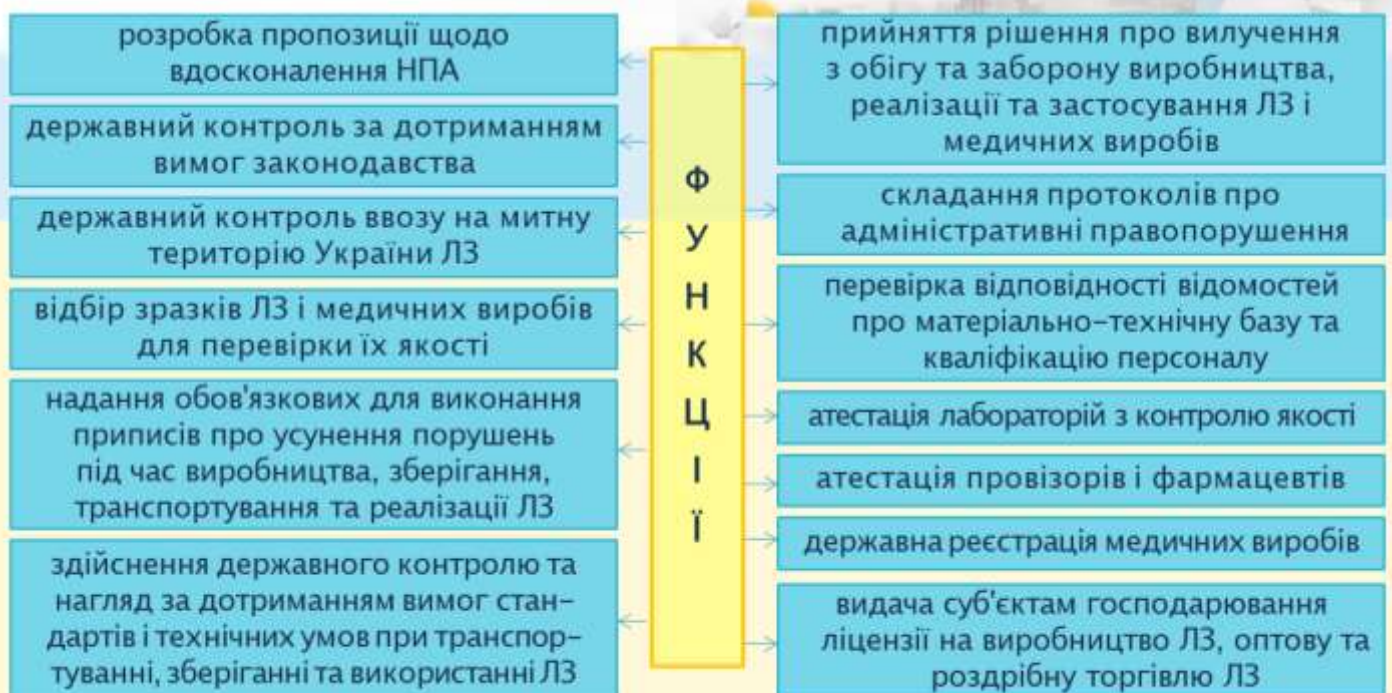 розробка пропозиції щодо
вдосконалення НПА
державний контроль за дотриманням
вимог законодавства
державний контроль ввозу на митну
територію України ЛЗ
відбір зразків ЛЗ і медичних виробів
для перевірки їх якості
надання обов'язкових для виконання
приписів про усунення порушень
під час виробництва, зберігання,
транспортування та реалізації ЛЗ
здійснення державного контролю та
нагляд за дотриманням вимог стан-
дартів і технічних умов при транспор-
туванні, зберіганні та використанні ЛЗ
Ф
У
Н
К
Ц
І
Ї
прийняття рішення про вилучення
з обігу та заборону виробництва,
реалізації та застосування ЛЗ і
медичних виробів
складання протоколів про
адміністративні правопорушення
перевірка відповідності відомостей
про матеріально-технічну базу та
кваліфікацію персоналу
атестація лабораторій з контролю якості
атестація провізорів і фармацевтів
державна реєстрація медичних виробів
видача суб'єктам господарювання
ліцензії на виробництво ЛЗ, оптову та
роздрібну торгівлю ЛЗ